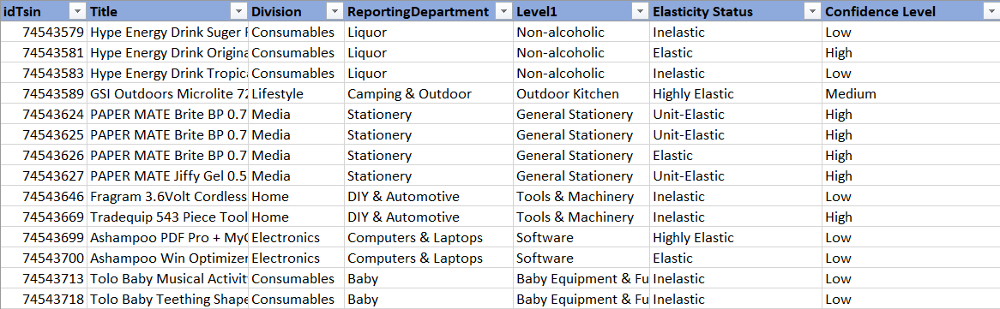 idTsin Title Division ReportingDepartment Level1 Elasticity Status Confidence Level
74543579 Hype Energy Drink Suger F Consumables Liquor Non-alcoholic Inelastic Low
74543581 Hype Energy Drink Origina Consumables Liquor Non-alcoholic Elastic High
74543583 Hype Energy Drink Tropica Consumables Liquor Non-alcoholic Inelastic Low
74543589 GSI Outdoors Microlite 72 Lifestyle Camping & Outdoor Outdoor Kitchen Highly Elastic Medium
74543624 PAPER MATE Brite BP 0.7 Media Stationery General Stationery Unit-Elastic High
74543625 PAPER MATE Brite BP 0.7 Media Stationery General Stationery Unit-Elastic High
74543626 PAPER MATE Brite BP 0.7 Media Stationery General Stationery Elastic High
74543627 PAPER MATE Jiffy Gel 0.5 Media Stationery General Stationery Unit-Elastic High
74543646 Fragram 3.6Volt Cordless Home DIY & Automotive Tools & Machinery Inelastic Low
74543669 Tradequip 543 Piece Tool Home DIY & Automotive Tools & Machinery Inelastic High
74543699 Ashampoo PDF Pro + MyC Electronics Computers & Laptops Software Highly Elastic Low
74543700 Ashampoo Win Optimizer Electronics Computers & Laptops Software Elastic Low
74543713 Tolo Baby Musical Activit Consumables Baby Baby Equipment & Fu Inelastic Low
74543718 Tolo Baby Teething Shape Consumables Baby Baby Equipment & Fu Inelastic Low